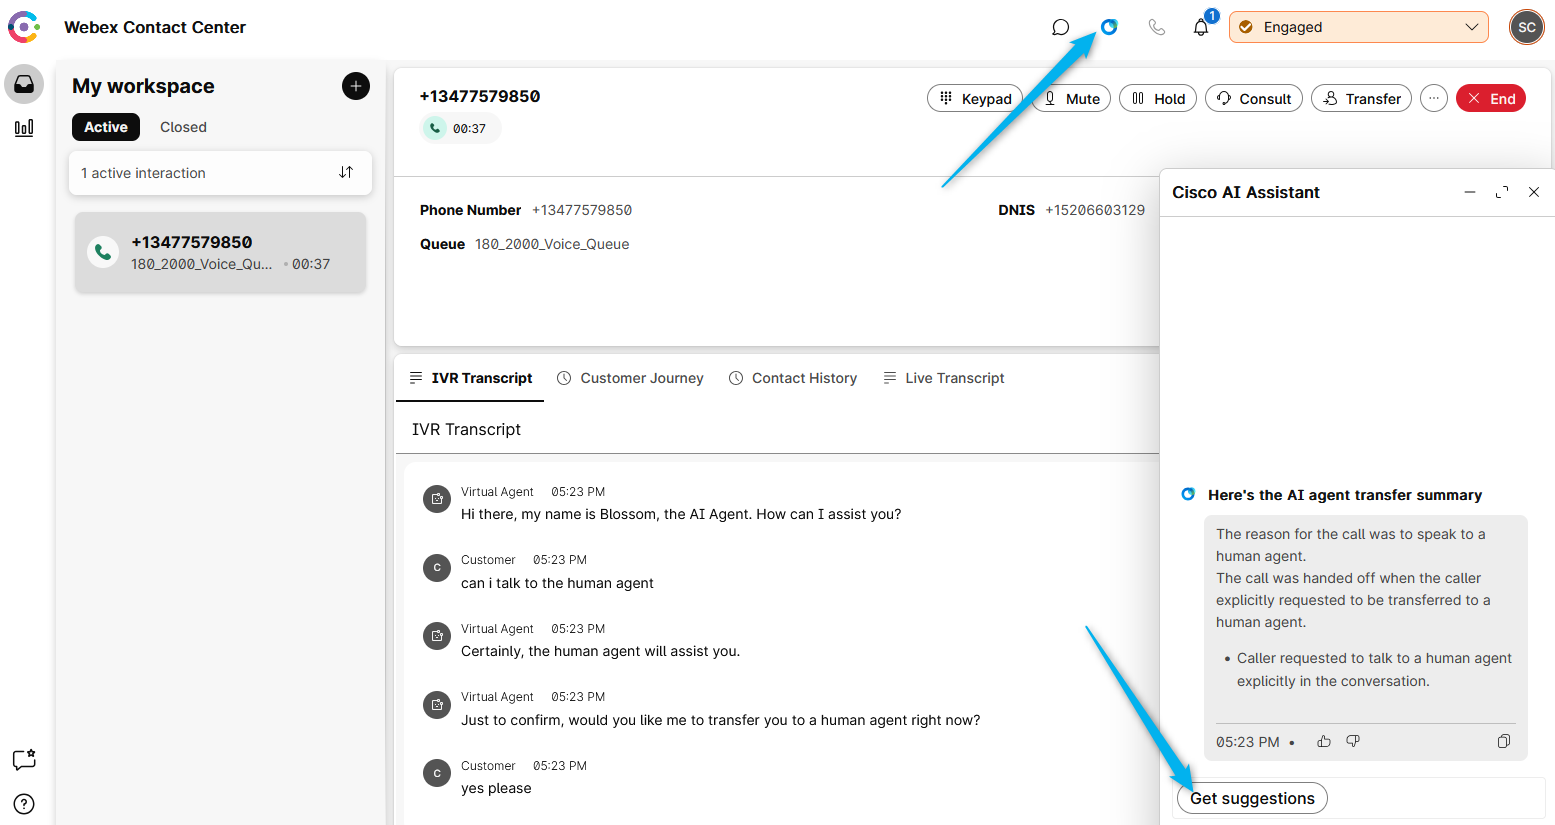 Webex Contact Center
1
Engaged
SC
My workspace
Active
Closed
1 active interaction
+13477579850
180_2000_Voice_Qu...
00:37
+13477579850
00:37
Keypad
Mute
Hold
Consult
Transfer
End
Phone Number +13477579850
DNIS +15206603129
Queue 180_2000_Voice_Queue
IVR Transcript
Customer Journey
Contact History
Live Transcript
IVR Transcript
Virtual Agent 05:23 PM
Hi there, my name is Blossom, the AI Agent. How can I assist you?
C
Customer 05:23 PM
can i talk to the human agent
Virtual Agent 05:23 PM
Certainly, the human agent will assist you.
Virtual Agent 05:23 PM
Just to confirm, would you like me to transfer you to a human agent right now?
C
Customer 05:23 PM
yes please
Cisco AI Assistant
Here's the AI agent transfer summary
The reason for the call was to speak to a
human agent.
The call was handed off when the caller
explicitly requested to be transferred to a
human agent.
• Caller requested to talk to a human agent
explicitly in the conversation.
05:23 PM •
Get suggestions